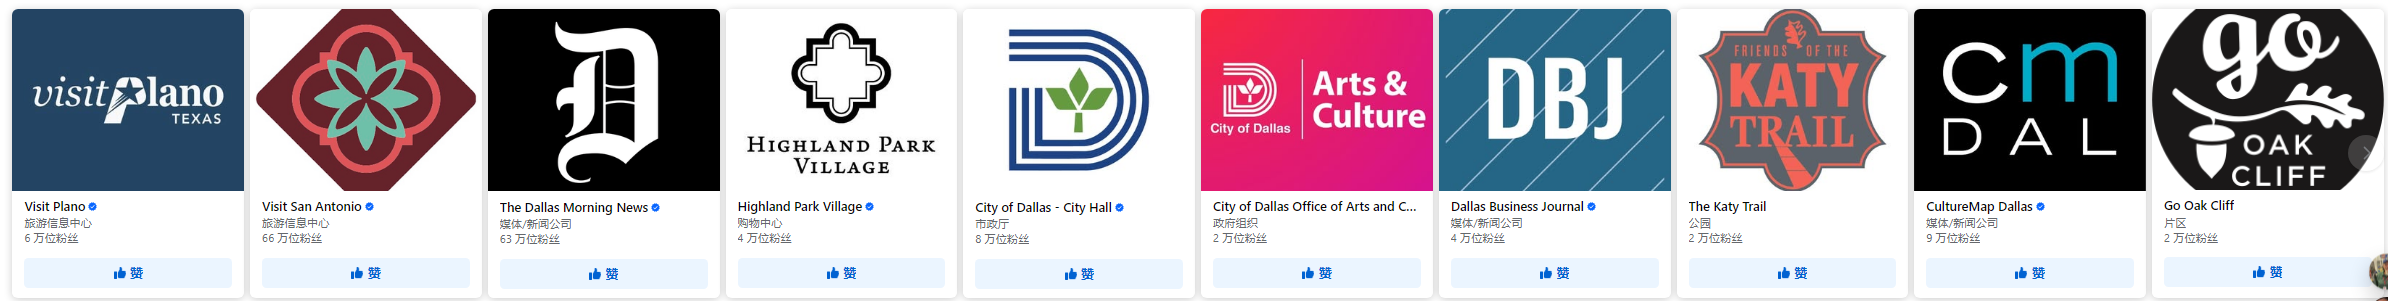 visit Plano
TEXAS
Visit Plano
旅游信息中心
6 万位粉丝
赞
Visit San Antonio
旅游信息中心
66 万位粉丝
赞
D
The Dallas Morning News
媒体/新闻公司
63 万位粉丝
赞
HIGHLAND PARK
VILLAGE
Highland Park Village
购物中心
4 万位粉丝
赞
City of Dallas - City Hall
市政厅
8 万位粉丝
赞
City of Dallas
Arts &
Culture
City of Dallas Office of Arts and C...
政府组织
2 万位粉丝
赞
DBJ
Dallas Business Journal
媒体/新闻公司
4 万位粉丝
赞
FRIENDS OF THE
KATY
TRAIL
The Katy Trail
公园
2 万位粉丝
赞
cm
DAL
CultureMap Dallas
媒体/新闻公司
9 万位粉丝
赞
go
OAK
CLIFF
Go Oak Cliff
片区
2 万位粉丝
赞